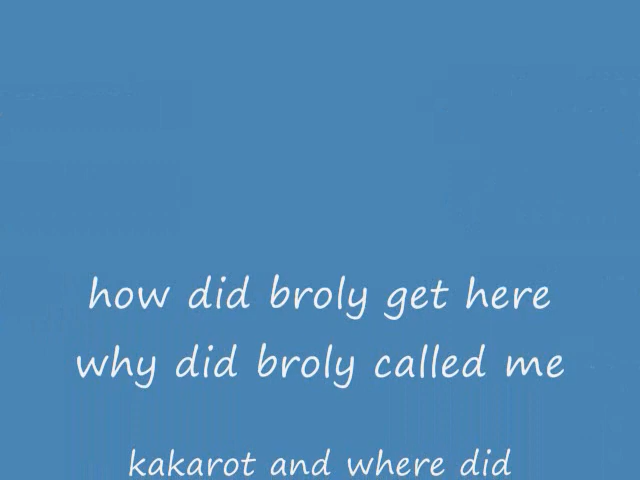 how did broly get here
why did broly called me
kakarot and where did